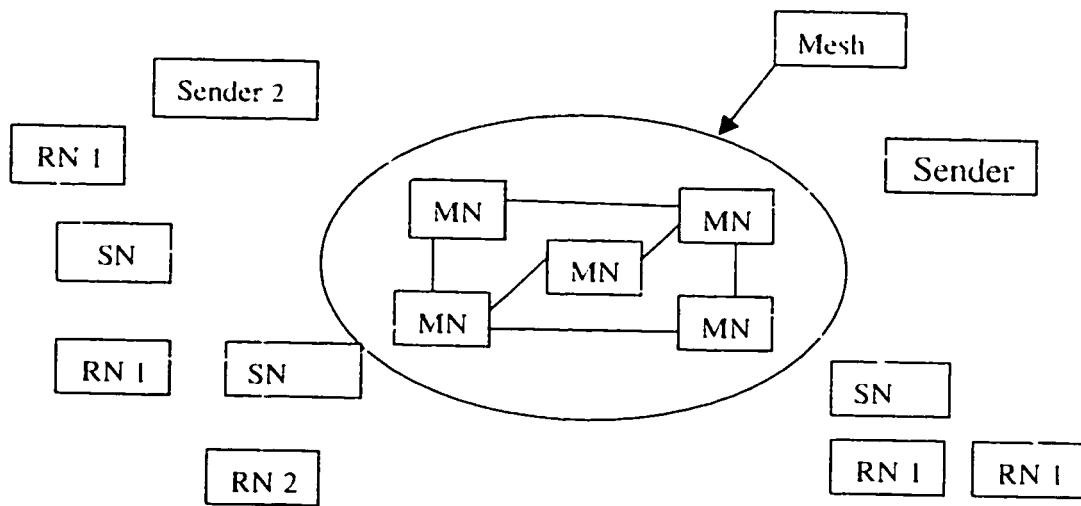 Mesh
Sender 2
RN 1
Sender
MN
MN
SN
MN
MN
MN
RN 1
SN
SN
RN 2
RN 1
RN 1